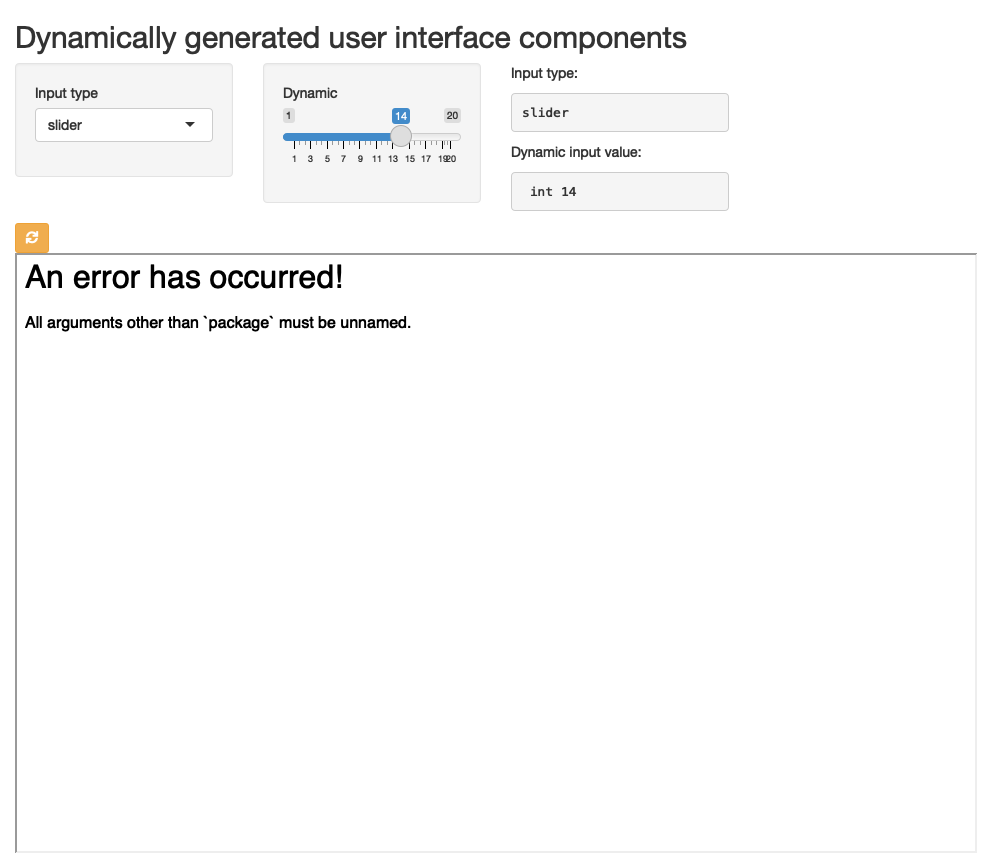 Dynamically generated user interface components
Input type
slider
Dynamic
1 14 20
1 3 5 7 9 11 13 15 17 19 20
Input type:
slider
Dynamic input value:
int 14
An error has occurred!
All arguments other than `package` must be unnamed.